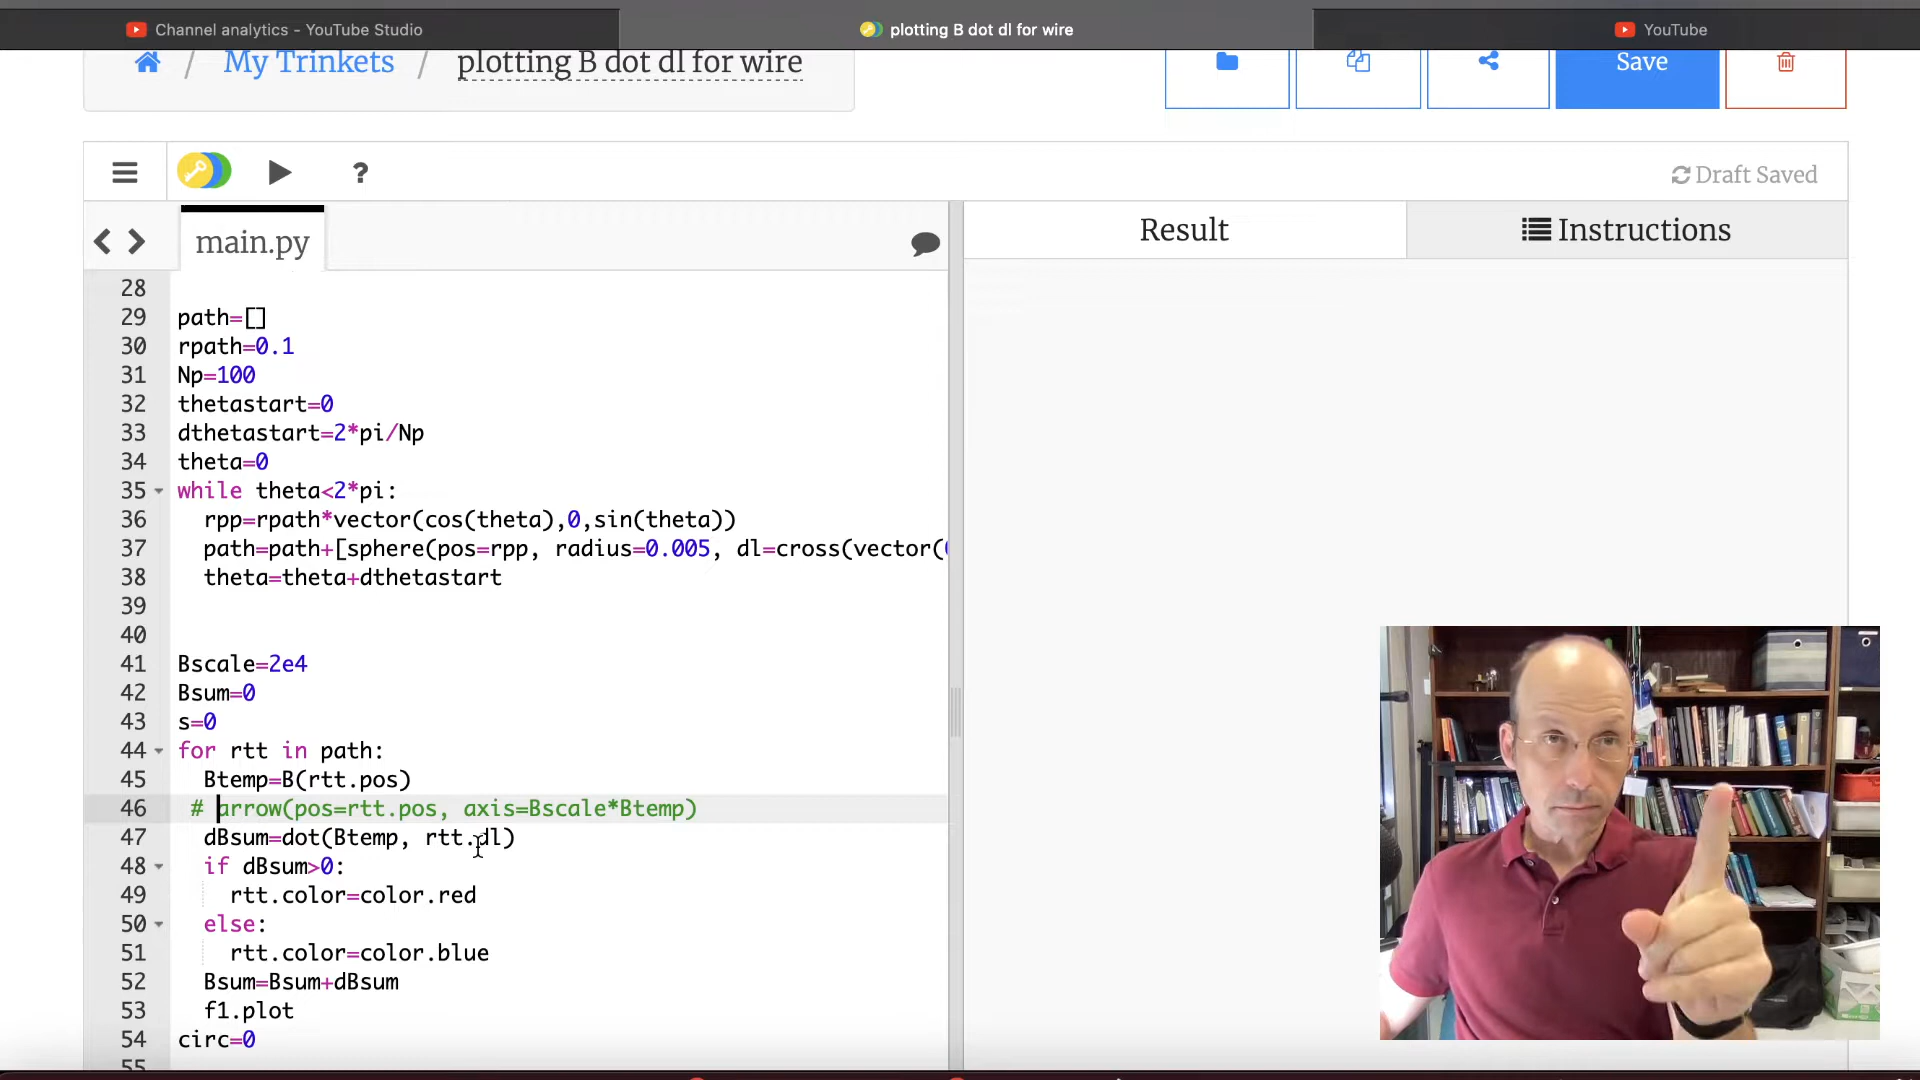 Channel analytics - YouTube Studio
plotting B dot dl for wire
YouTube
/ My Trinkets / plotting B dot dl for wire
Save
?
Draft Saved
main.py
Result
Instructions
28
29 path=[]
30 rpath=0.1
31 Np=100
32 thetastart=0
33 dthetastart=2*pi/Np
34 theta=0
35 while theta<2*pi:
36 rpp=rpath*vector(cos(theta),0,sin(theta))
37 path=path+[sphere(pos=rpp, radius=0.005, dl=cross(vector(
38 theta=theta+dthetastart
39
40
41 Bscale=2e4
42 Bsum=0
43 s=0
44 for rtt in path:
45 Btemp=B(rtt.pos)
46 # arrow(pos=rtt.pos, axis=Bscale*Btemp)
47 dBsum=dot(Btemp, rtt.dl)
48 if dBsum>0:
49 rtt.color=color.red
50 else:
51 rtt.color=color.blue
52 Bsum=Bsum+dBsum
53 f1.plot
54 circ=0
55